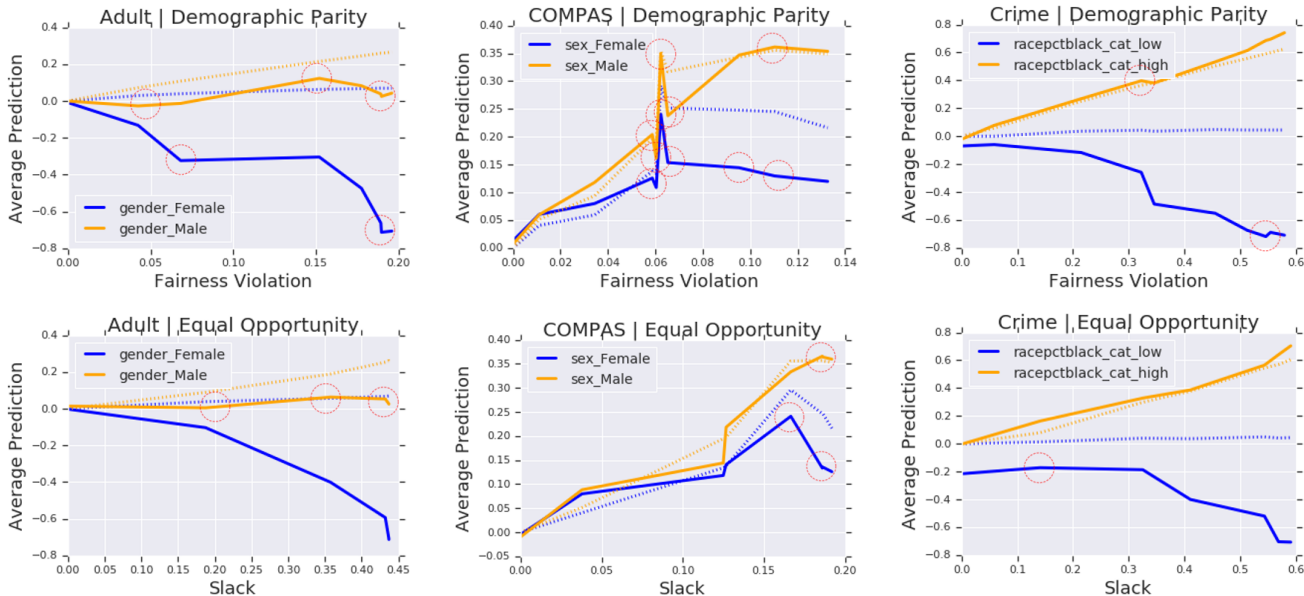 Adult | Demographic Parity
0.4
0.2
0.0
−0.2
−0.4
−0.6
−0.8
Average Prediction
gender_Female
gender_Male
0.00 0.05 0.10 0.15 0.20
Fairness Violation
COMPAS | Demographic Parity
0.40
0.35
0.30
0.25
0.20
0.15
0.10
0.05
0.00
Average Prediction
sex_Female
sex_Male
0.00 0.02 0.04 0.06 0.08 0.10 0.12 0.14
Fairness Violation
Crime | Demographic Parity
0.8
0.6
0.4
0.2
0.0
−0.2
−0.4
−0.6
−0.8
Average Prediction
racepctblack_cat_low
racepctblack_cat_high
0.0 0.1 0.2 0.3 0.4 0.5 0.6
Fairness Violation
Adult | Equal Opportunity
0.4
0.2
0.0
−0.2
−0.4
−0.6
−0.8
Average Prediction
gender_Female
gender_Male
0.00 0.05 0.10 0.15 0.20 0.25 0.30 0.35 0.40 0.45
Slack
COMPAS | Equal Opportunity
0.40
0.35
0.30
0.25
0.20
0.15
0.10
0.05
0.00
−0.05
Average Prediction
sex_Female
sex_Male
0.00 0.05 0.10 0.15 0.20
Slack
Crime | Equal Opportunity
0.8
0.6
0.4
0.2
0.0
−0.2
−0.4
−0.6
−0.8
Average Prediction
racepctblack_cat_low
racepctblack_cat_high
0.0 0.1 0.2 0.3 0.4 0.5 0.6
Slack